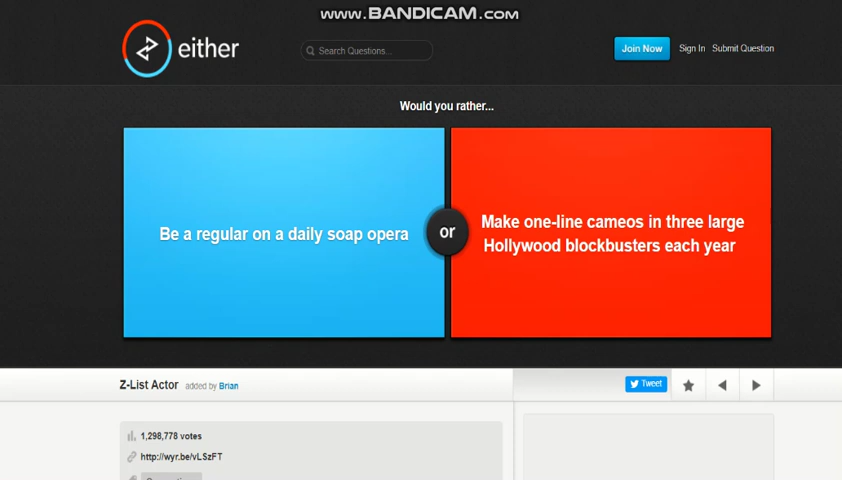 www.BANDICAM.com
either
Search Questions...
Join Now
Sign In
Submit Question
Would you rather...
Be a regular on a daily soap opera
or
Make one-line cameos in three large
Hollywood blockbusters each year
Z-List Actor added by Brian
Tweet
1,298,778 votes
http://wyr.be/vLSzFT